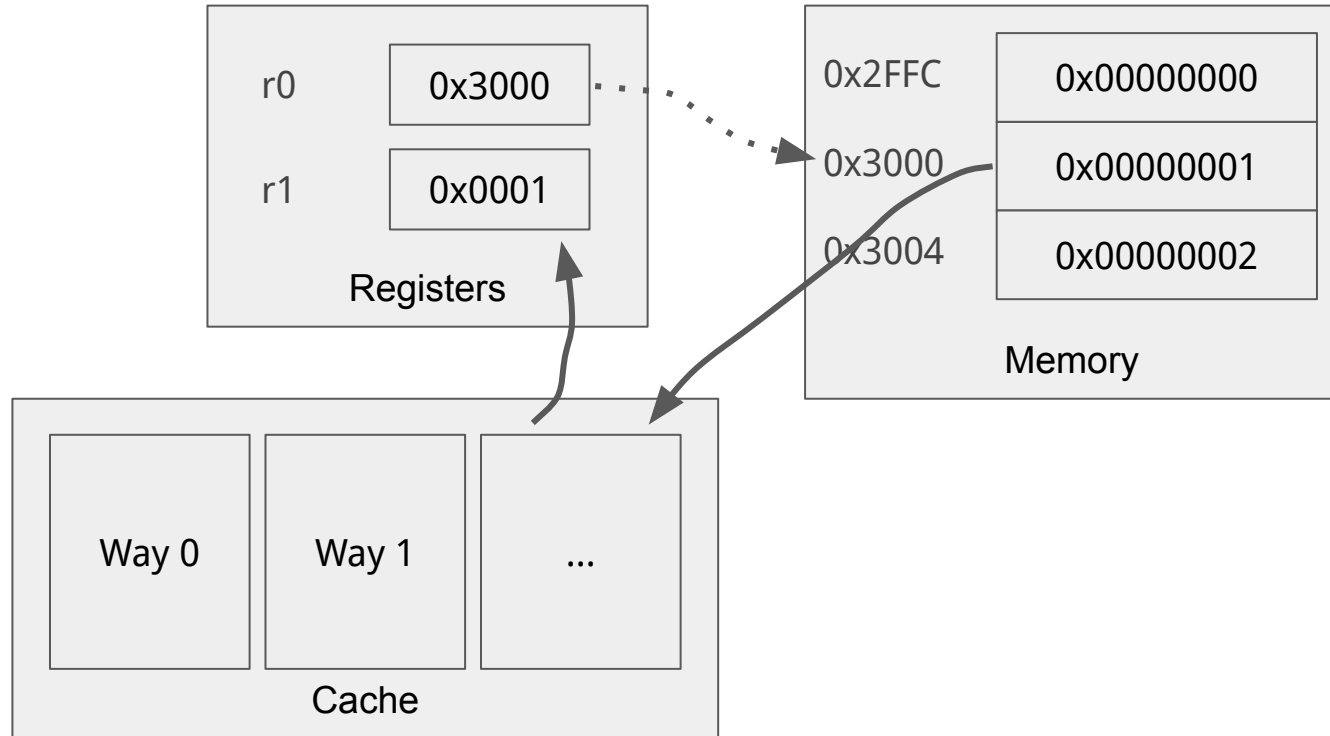 r0 0x3000
r1 0x0001
Registers
0x2FFC 0x00000000
0x3000 0x00000001
0x3004 0x00000002
Memory
Way 0 Way 1 ...
Cache